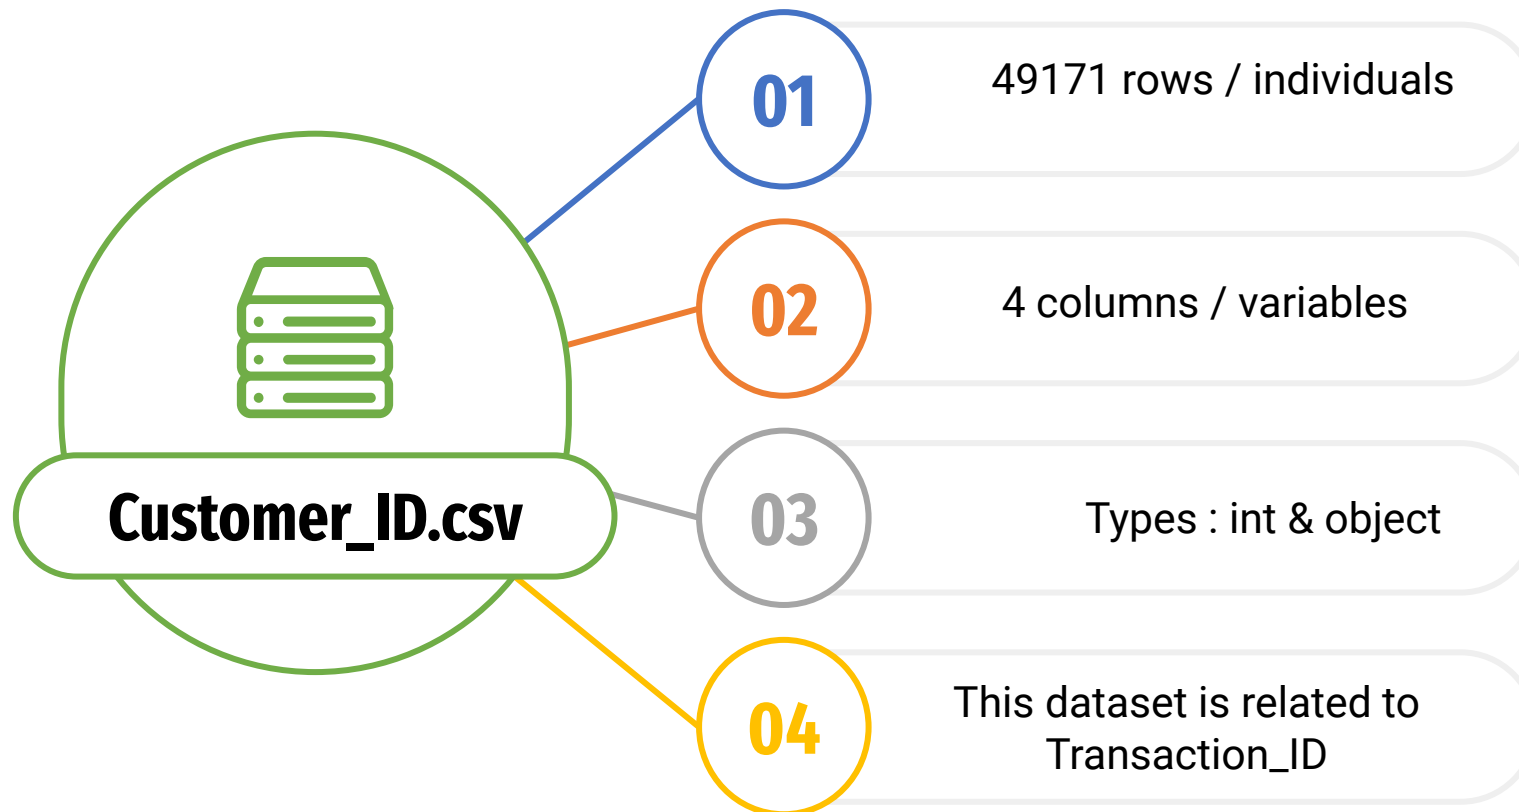 01
49171 rows / individuals
02
4 columns / variables
Customer_ID.csv
03
Types : int & object
04
This dataset is related to
Transaction_ID